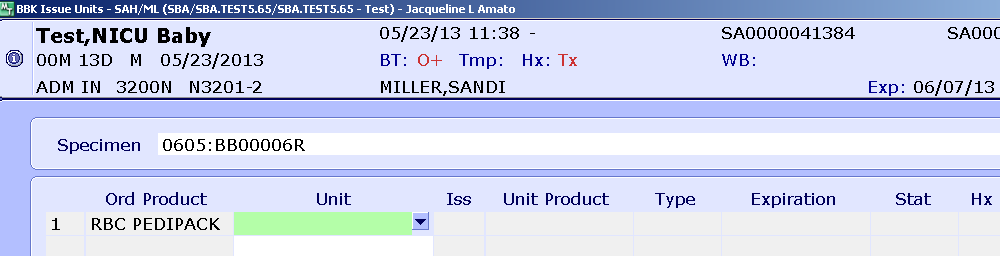 BBK Issue Units - SAH/ML (SBA/SBA.TEST5.65/SBA.TEST5.65 - Test) - Jacqueline L Amato
Test,NICU Baby 05/23/13 11:38 - SA0000041384 SA000
00M 13D M 05/23/2013 BT: O+ Tmp: Hx: Tx WB:
ADM IN 3200N N3201-2 MILLER,SANDI Exp: 06/07/13
Specimen 0605:BB00006R
Ord Product Unit Iss Unit Product Type Expiration Stat Hx
1 RBC PEDIPACK